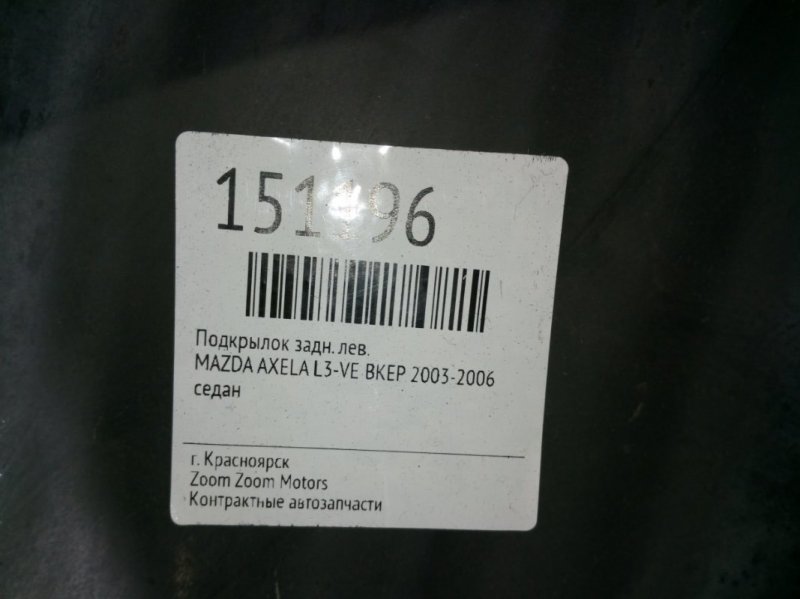 151196
Подкрылок задн. лев.
MAZDA AXELA L3-VE BKEP 2003-2006
седан
г. Красноярск
Zoom Zoom Motors
Контрактные автозапчасти